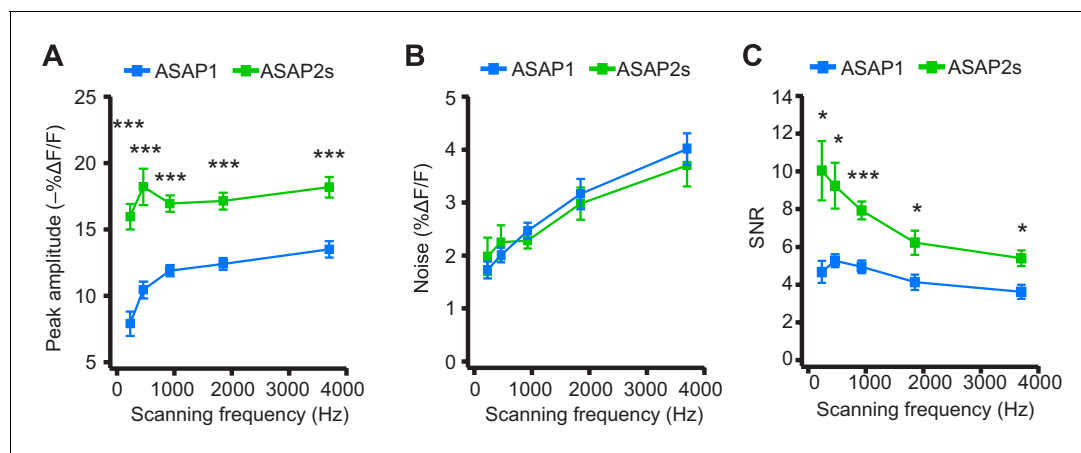 A
ASAP1 ASAP2s
Peak amplitude (–%ΔF/F)
25
20
15
10
5
***
***
***
***
***
0 1000 2000 3000 4000
Scanning frequency (Hz)
B
ASAP1 ASAP2s
Noise (%ΔF/F)
5
4
3
2
1
0
0 1000 2000 3000 4000
Scanning frequency (Hz)
C
ASAP1 ASAP2s
SNR
14
12
10
8
6
4
2
0
*
*
***
*
*
0 1000 2000 3000 4000
Scanning frequency (Hz)